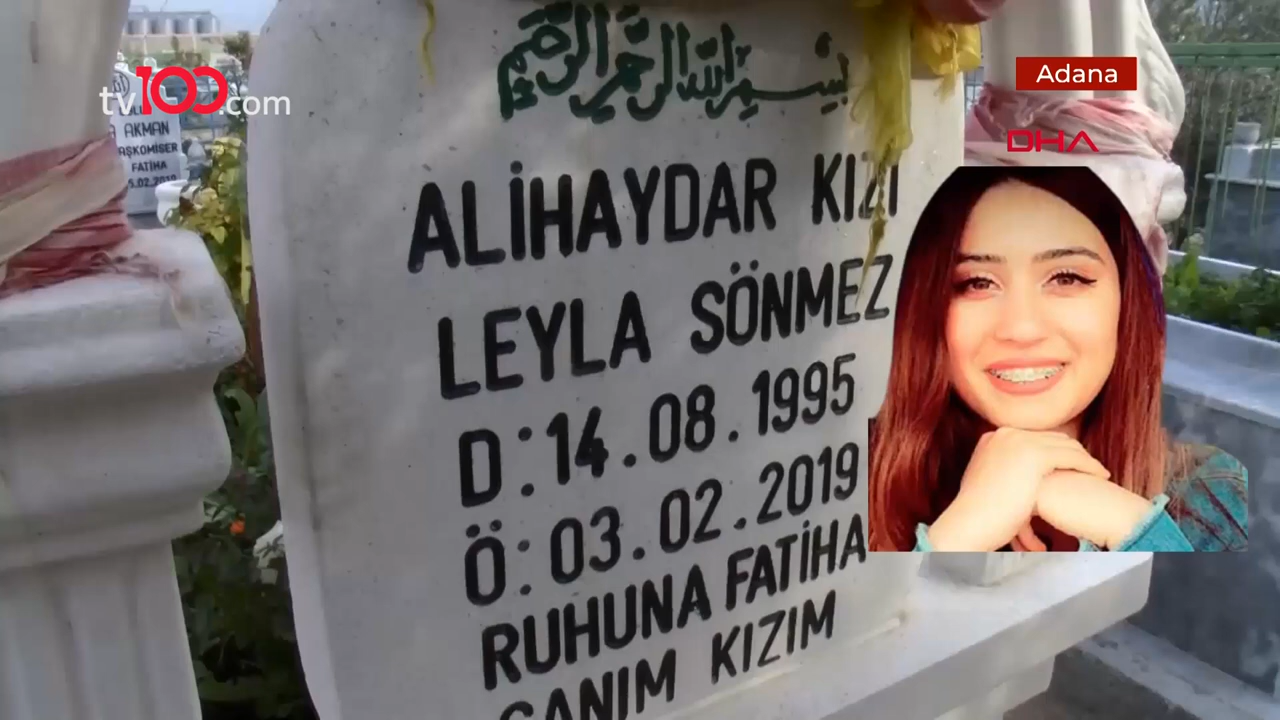 tv100.com
Adana
DHA
بسم الله الرحمن الرحيم
ALİHAYDAR KIZI
LEYLA SÖNMEZ
D:14.08.1995
Ö:03.02.2019
RUHUNA FATİHA
CANIM KIZIM
AKMAN
FATİHA